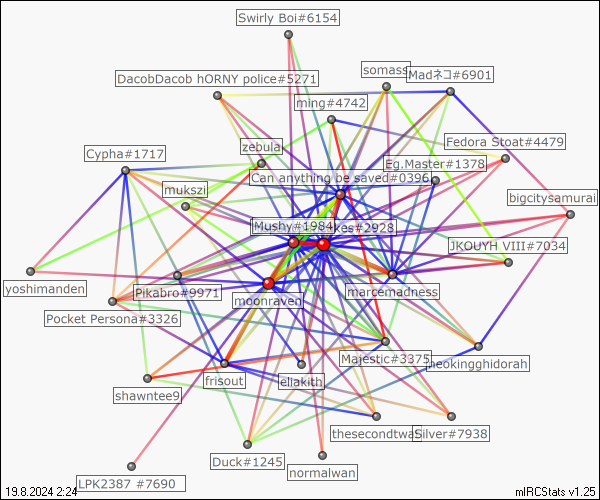 Swirly Boi#6154
DacobDacob hORNY police#5271
somass
Madネコ#6901
ming#4742
Fedora Stoat#4479
zebula
Cypha#1717
Eg.Master#1378
Can anything be saved#0396
mukszi
bigcitysamurai
Mushy#1984
kes#2928
JKOUYH VIII#7034
yoshimanden
Pikabro#9971
moonraven
marcemadness
Pocket Persona#3326
Majestic#3375
heokingghidorah
frisout
eliakith
shawntee9
thesecondtwa
Silver#7938
Duck#1245
normalwan
LPK2387 #7690
19.8.2024 2:24
mIRCStats v1.25